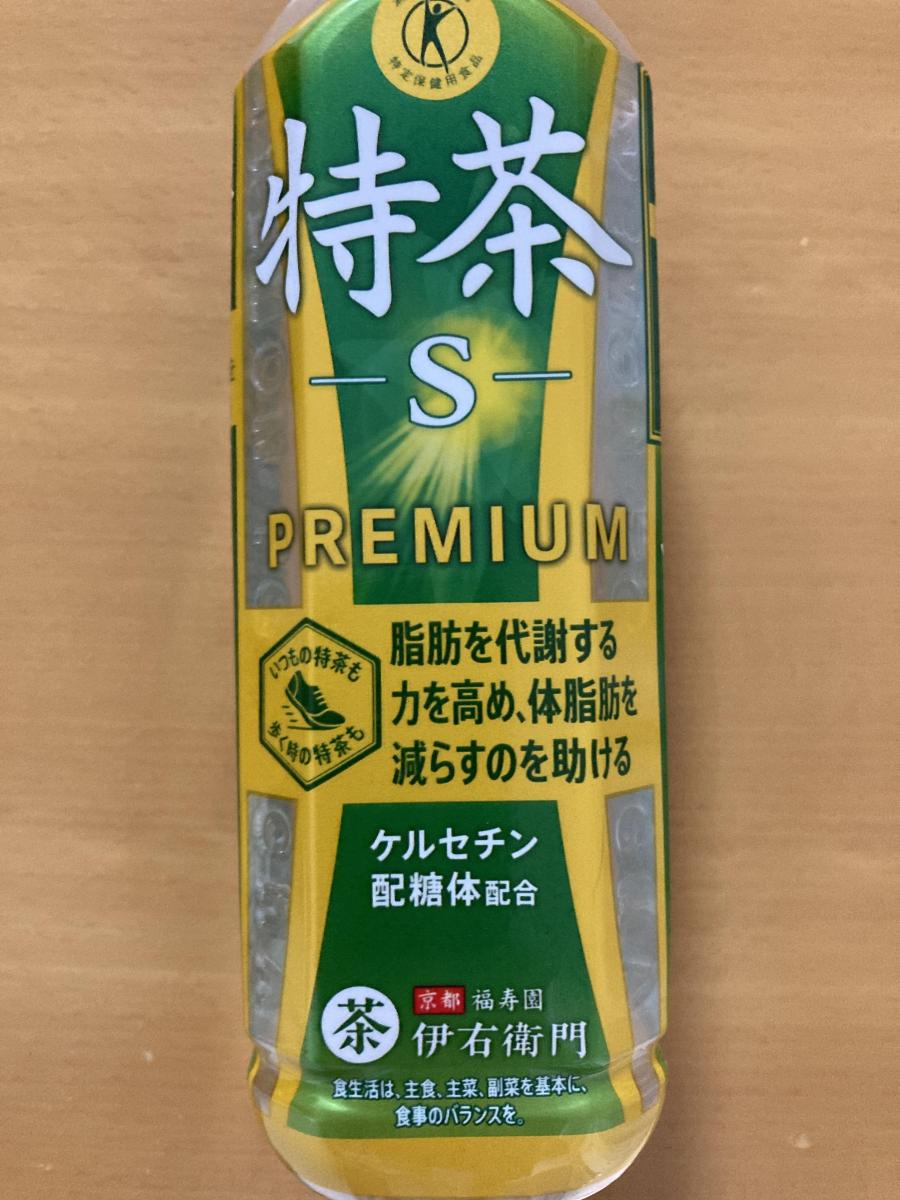 特定保健用食品
特茶
S
PREMIUM
いつもの特茶も
歩く時の特茶も
脂肪を代謝する
力を高め、体脂肪を
減らすのを助ける
ケルセチン
配糖体配合
茶
京都 福寿園
伊右衛門
食生活は、主食、主菜、副菜を基本に、
食事のバランスを。